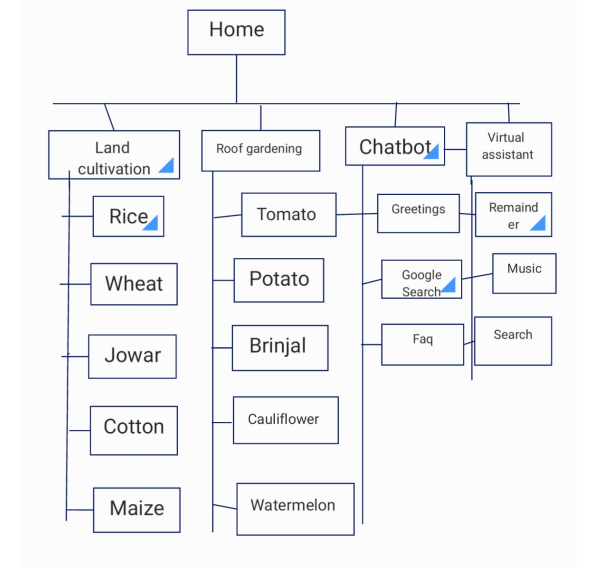 Home
Land
cultivation
Roof gardening
Chatbot
Virtual
assistant
Rice
Tomato
Greetings
Remaind
er
Wheat
Potato
Google
Search
Music
Jowar
Brinjal
Faq
Search
Cotton
Cauliflower
Maize
Watermelon